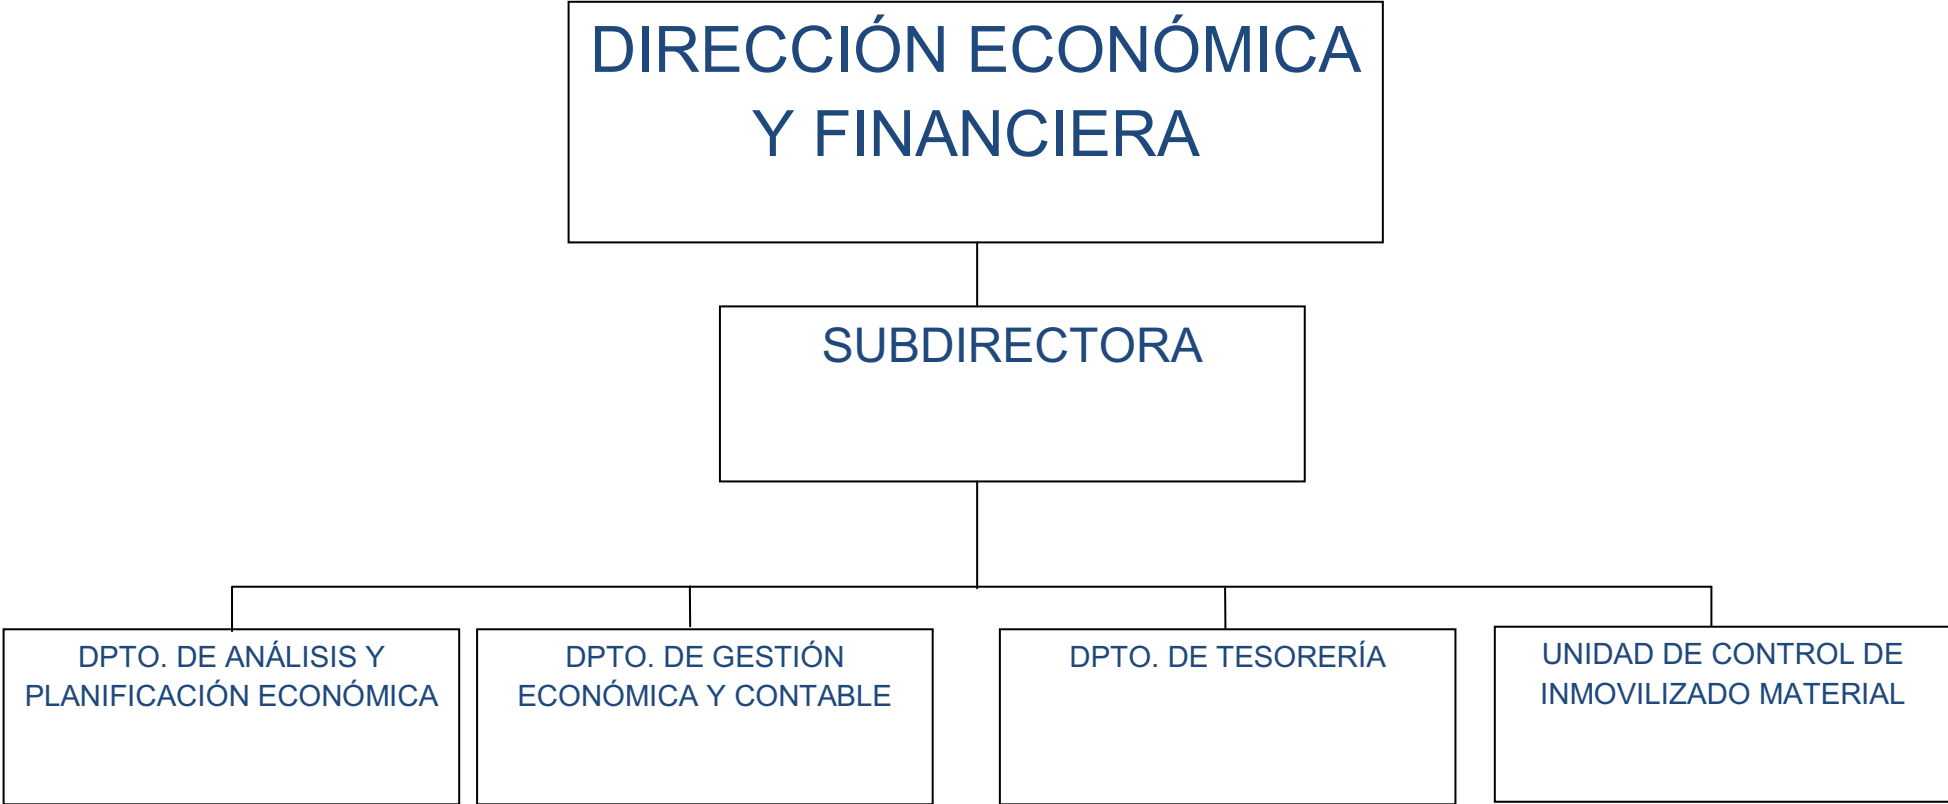 DIRECCIÓN ECONÓMICA
Y FINANCIERA
SUBDIRECTORA
DPTO. DE ANÁLISIS Y
PLANIFICACIÓN ECONÓMICA
DPTO. DE GESTIÓN
ECONÓMICA Y CONTABLE
DPTO. DE TESORERÍA
UNIDAD DE CONTROL DE
INMOVILIZADO MATERIAL